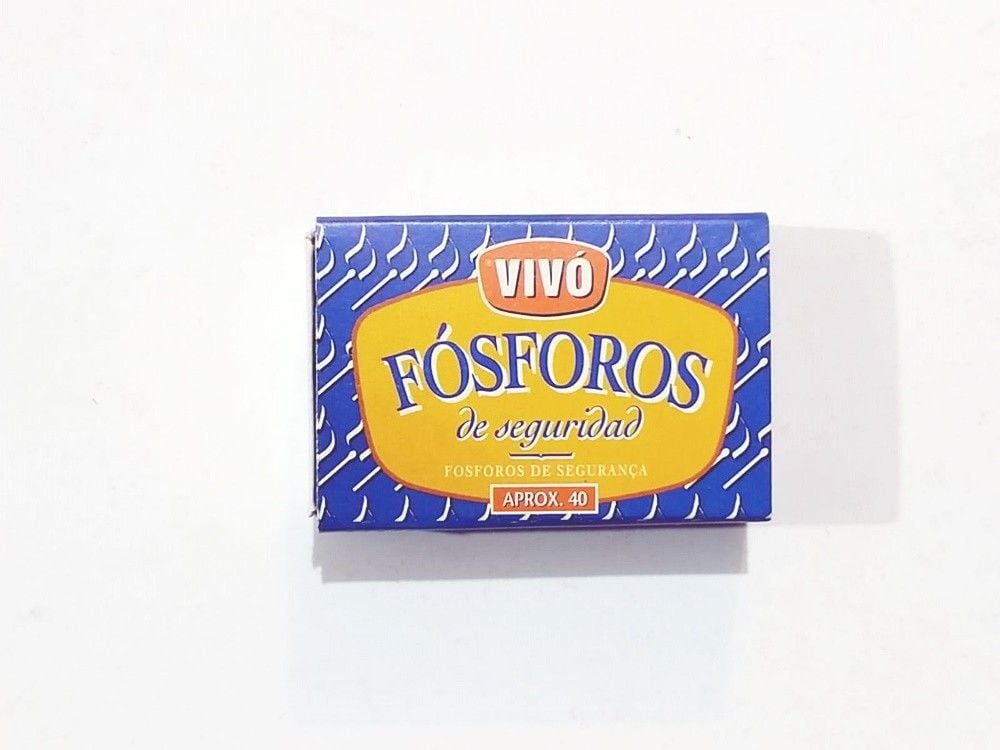 VIVÓ
FÓSFOROS
de seguridad
FOSFOROS DE SEGURANÇA
APROX. 40